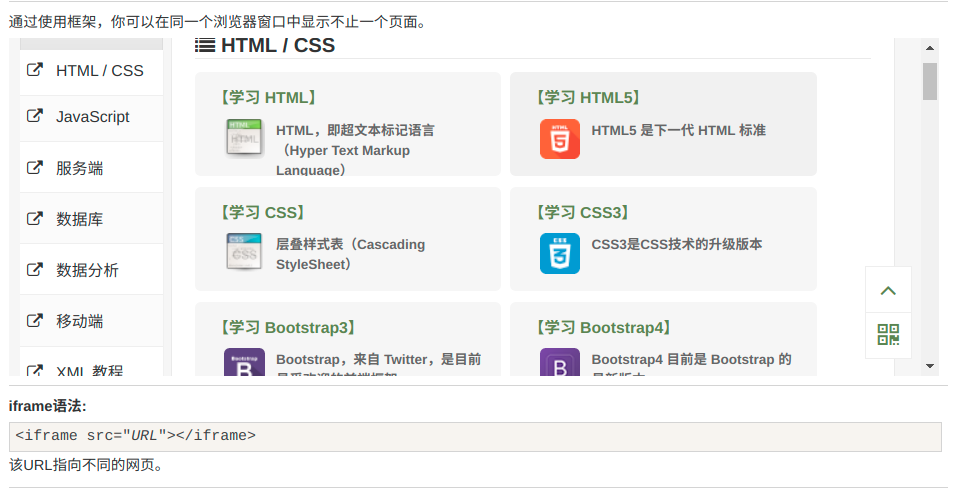 通过使用框架，你可以在同一个浏览器窗口中显示不止一个页面。
HTML / CSS
JavaScript
服务端
数据库
数据分析
移动端
XML 教程
HTML / CSS
【学习 HTML】
HTML
HTML，即超文本标记语言
（Hyper Text Markup
Language）
【学习 HTML5】
HTML
5
HTML5 是下一代 HTML 标准
【学习 CSS】
CSS
层叠样式表（Cascading
StyleSheet）
【学习 CSS3】
CSS
3
CSS3是CSS技术的升级版本
【学习 Bootstrap3】
Bootstrap
B
Bootstrap，来自 Twitter，是目前
【学习 Bootstrap4】
B
Bootstrap4 目前是 Bootstrap 的
iframe语法:
<iframe src="URL"></iframe>
该URL指向不同的网页。